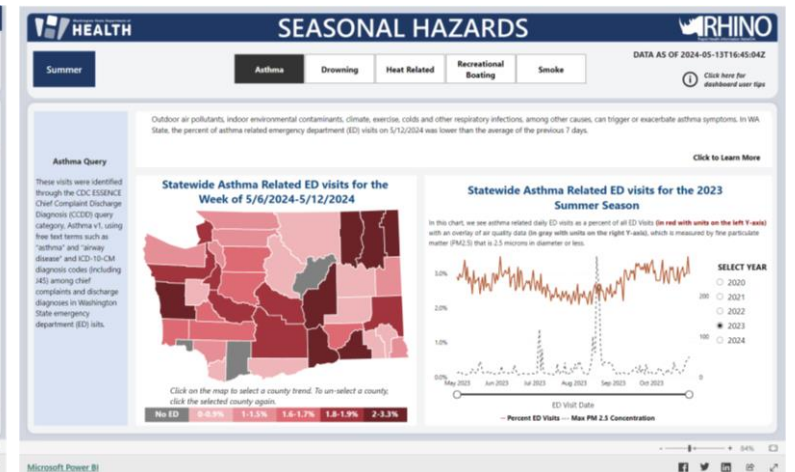 Washington State Department of
HEALTH
SEASONAL HAZARDS
RHINO
Summer
Asthma
Drowning
Heat Related
Recreational
Boating
Smoke
DATA AS OF 2024-05-13T16:45:04Z
Click here for
dashboard user tips
Outdoor air pollutants, indoor environmental contaminants, climate, exercise, colds and other respiratory infections, among other causes, can trigger or exacerbate asthma symptoms. In WA
State, the percent of asthma related emergency department (ED) visits on 5/12/2024 was lower than the average of the previous 7 days.
Click to Learn More
Asthma Query
These visits were identified
through the CDC ESSENCE
Chief Complaint Discharge
Diagnosis (CCDD) query
category, Asthma v1, using
free text terms such as
"asthma" and "airway
disease" and ICD-10-CM
diagnosis codes (including
J45) among chief
complaints and discharge
diagnoses in Washington
State emergency
department (ED) isits.
Statewide Asthma Related ED visits for the
Week of 5/6/2024-5/12/2024
Click on the map to select a county trend. To un-select a county,
click the selected county again.
No ED 0-0.9% 1-1.5% 1.6-1.7% 1.8-1.9% 2-3.3%
Statewide Asthma Related ED visits for the 2023
Summer Season
In this chart, we see asthma related daily ED visits as a percent of all ED Visits (in red with units on the left Y-axis)
with an overlay of air quality data (in gray with units on the right Y-axis), which is measured by fine particulate
matter (PM2.5) that is 2.5 microns in diameter or less.
3.0%
2.0%
1.0%
0.0%
200
100
0
May 2023 Jun 2023 Jul 2023 Aug 2023 Sep 2023 Oct 2023
ED Visit Date
Percent ED Visits Max PM 2.5 Concentration
SELECT YEAR
2020
2021
2022
2023
2024
- + 84%
Microsoft Power BI